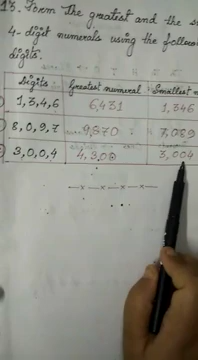 13. Form The greatest and the s
4-digit numerals using the follow
digits.
Digits Greatest numeral Smallest n
1,3,4,6 6,431 1,346
8,0,9,7 9,870 7,089
3,0,0,4 4,300 3,004